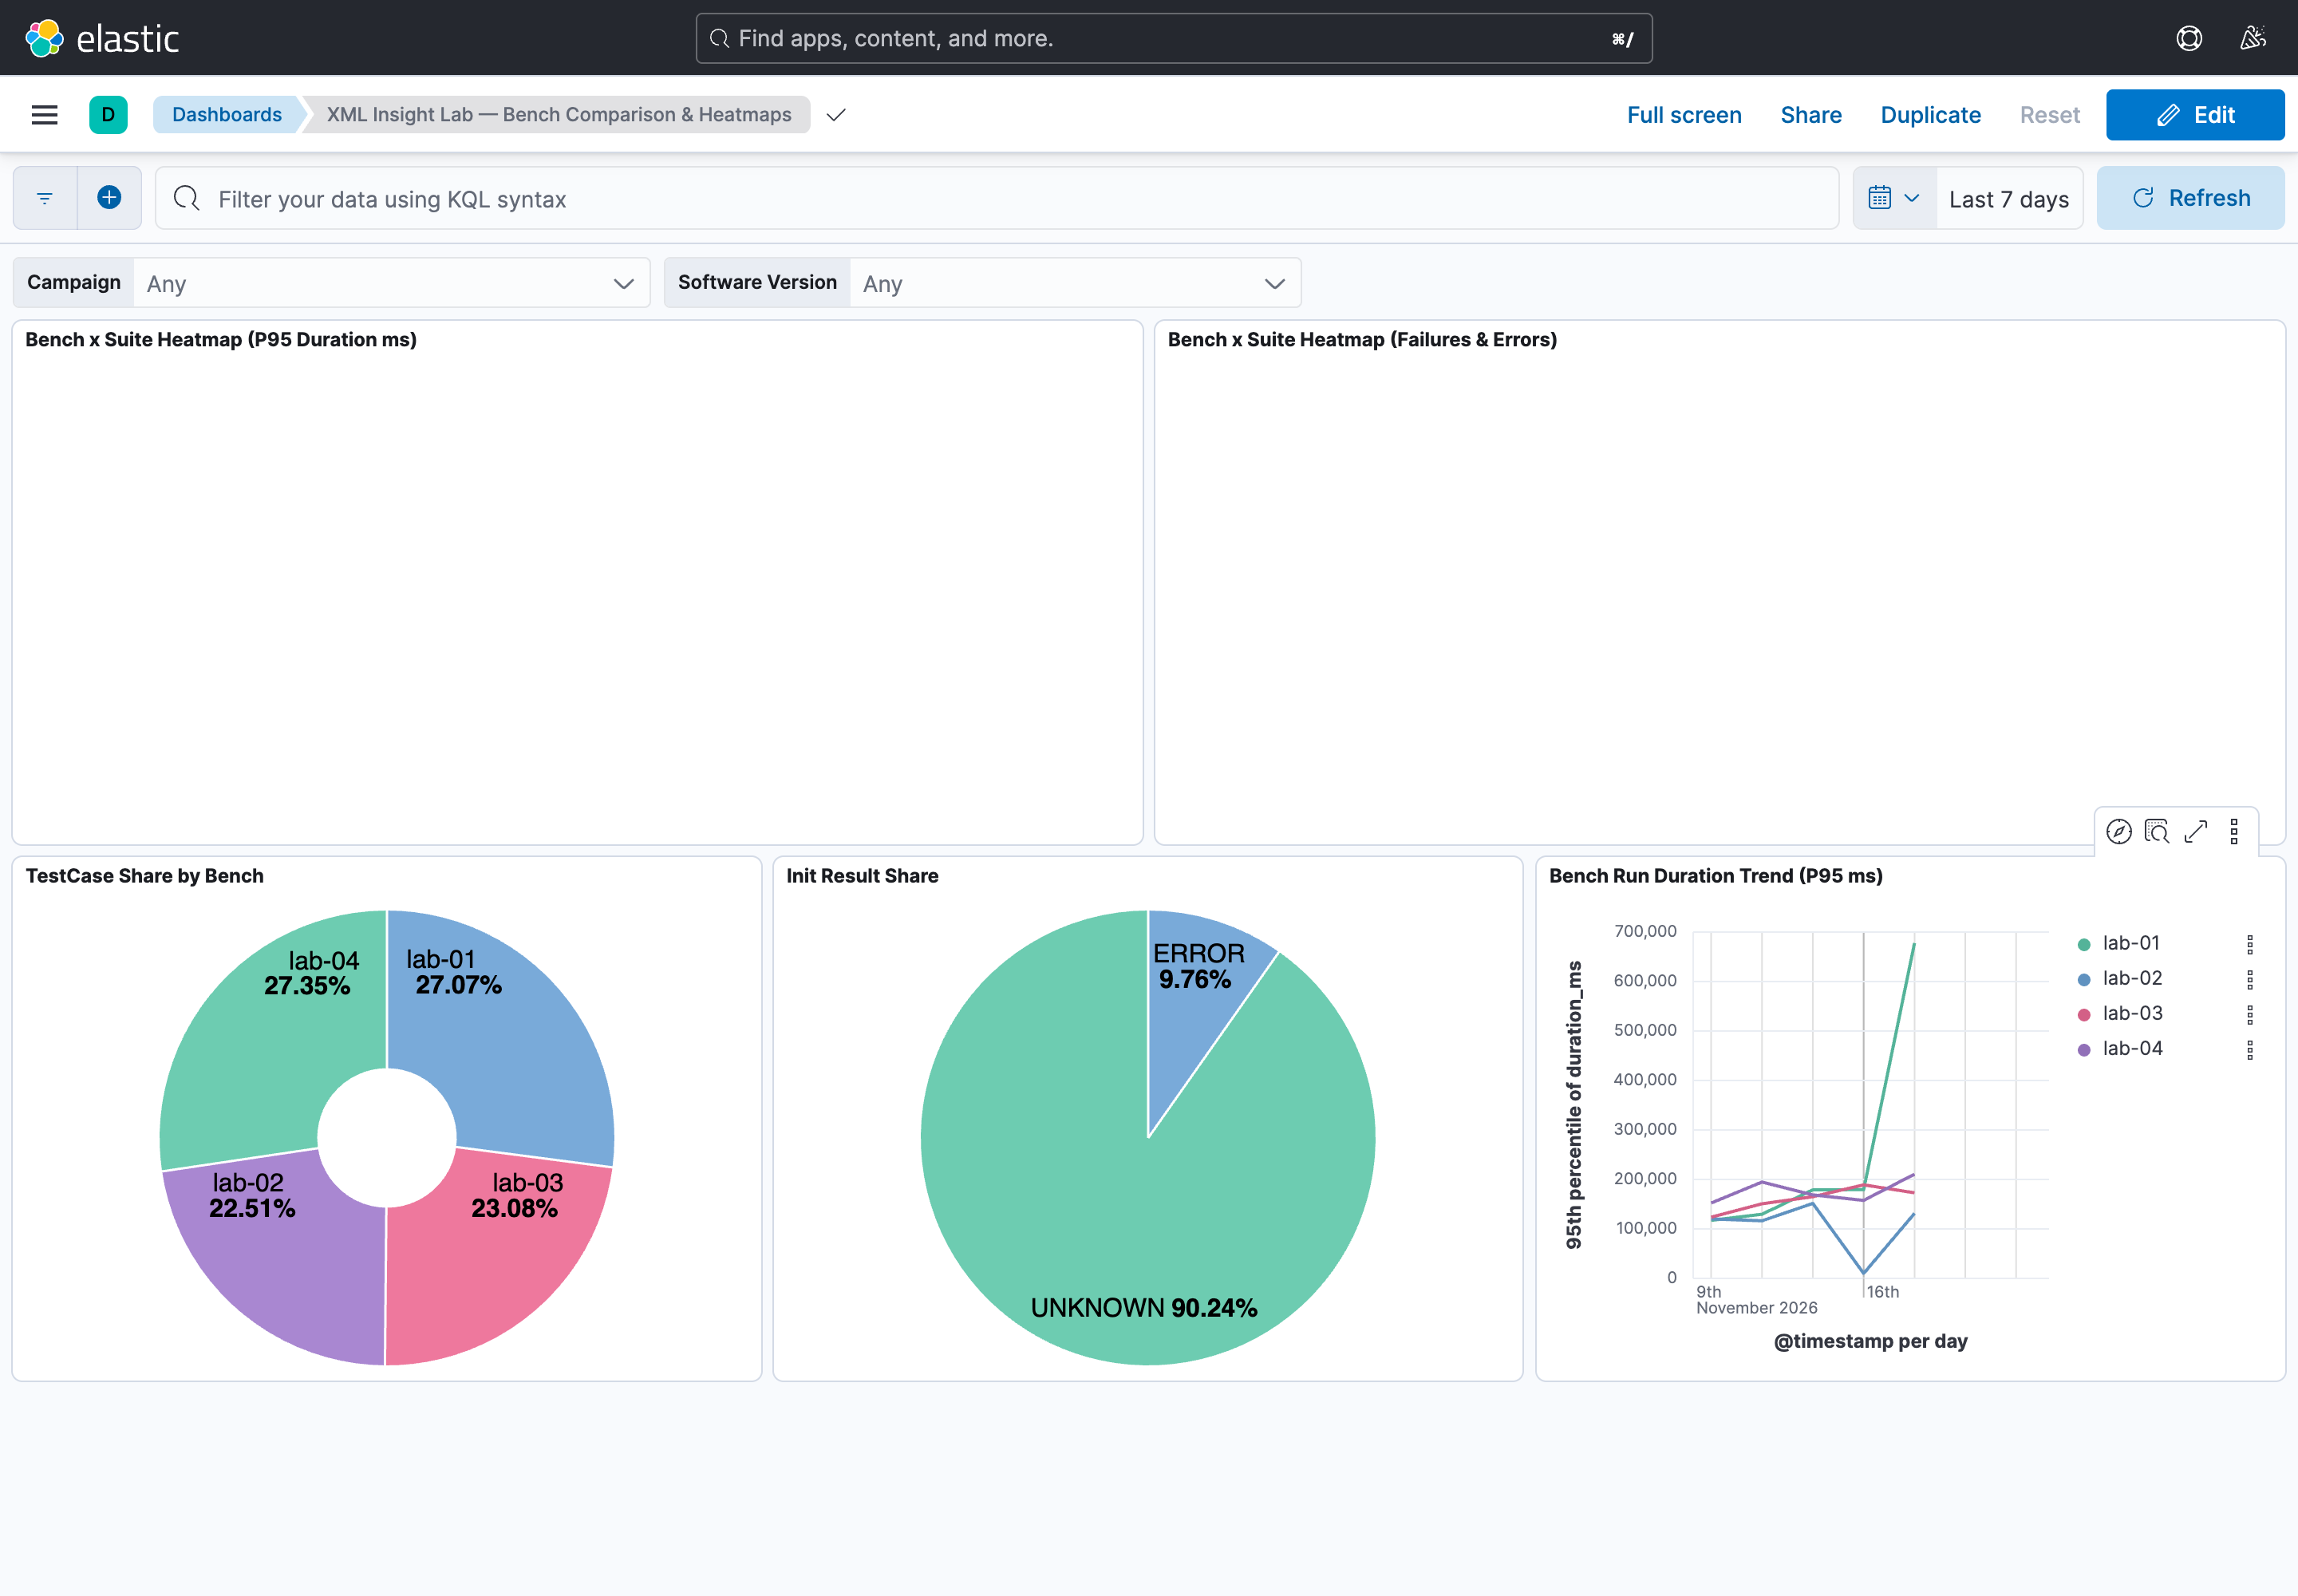 elastic
Find apps, content, and more.
⌘/
D
Dashboards
XML Insight Lab — Bench Comparison & Heatmaps
Full screen
Share
Duplicate
Reset
Edit
Filter your data using KQL syntax
Last 7 days
Refresh
Campaign
Any
Software Version
Any
Bench x Suite Heatmap (P95 Duration ms)
Bench x Suite Heatmap (Failures & Errors)
TestCase Share by Bench
lab-04
27.35%
lab-01
27.07%
lab-02
22.51%
lab-03
23.08%
Init Result Share
ERROR
9.76%
UNKNOWN 90.24%
Bench Run Duration Trend (P95 ms)
95th percentile of duration_ms
700,000
600,000
500,000
400,000
300,000
200,000
100,000
0
9th
November 2026
16th
@timestamp per day
lab-01
lab-02
lab-03
lab-04